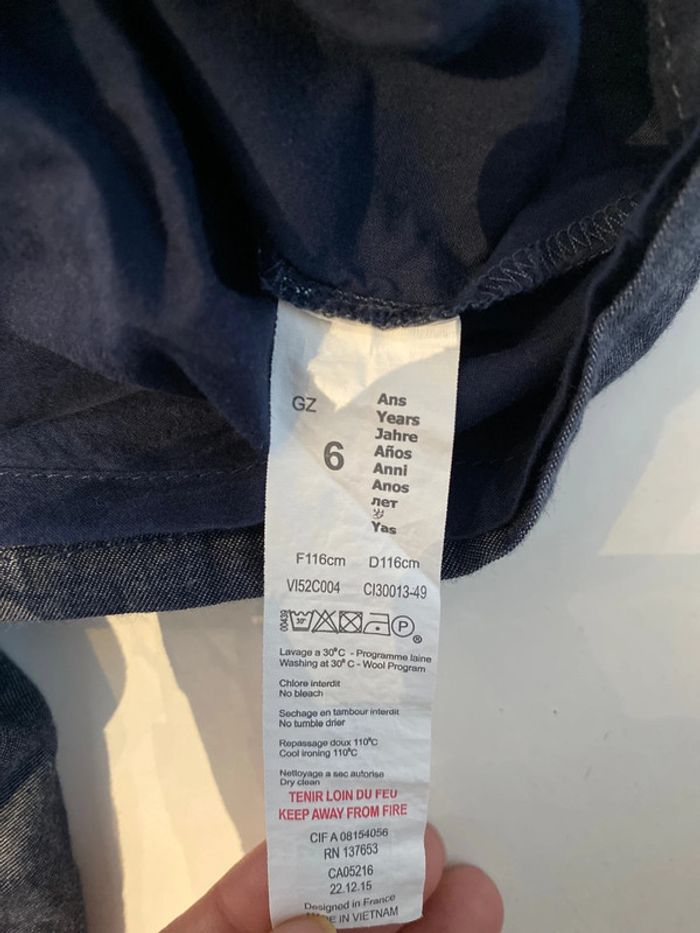 GZ
6
Ans
Years
Jahre
Años
Anni
Anos
лет
岁
Yas
F116cm D116cm
VI52C004 CI30013-49
00439
30°
P
®
Lavage a 30°C - Programme laine
Washing at 30° C - Wool Program
Chlore interdit
No bleach
Sechage en tambour interdit
No tumble drier
Repassage doux 110°C
Cool ironing 110°C
Nettoyage a sec autorise
Dry clean
TENIR LOIN DU FEU
KEEP AWAY FROM FIRE
CIF A 08154056
RN 137653
CA05216
22.12.15
Designed in France
IN VIETNAM